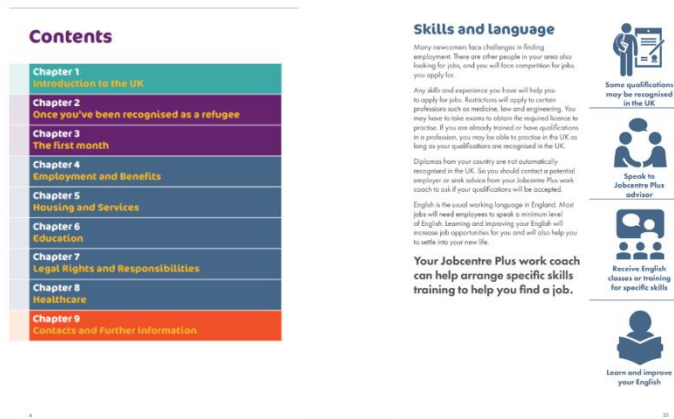 Contents
Chapter 1
Introduction to the UK
Chapter 2
Once you've been recognised as a refugee
Chapter 3
The first month
Chapter 4
Employment and Benefits
Chapter 5
Housing and Services
Chapter 6
Education
Chapter 7
Legal Rights and Responsibilities
Chapter 8
Healthcare
Chapter 9
Contacts and Further Information
4
Skills and language
Many newcomers face challenges in finding
employment. There are other people in your area also
looking for jobs, and you will face competition for jobs
you apply for.
Any skills and experience you have will help you
to apply for jobs. Restrictions will apply to certain
professions such as medicine, law and engineering. You
may have to take exams to obtain the required licence to
practise. If you are already trained or have qualifications
in a profession, you may be able to practise in the UK as
long as your qualifications are recognised in the UK.
Diplomas from your country are not automatically
recognised in the UK. So you should contact a potential
employer or seek advice from your Jobcentre Plus work
coach to ask if your qualifications will be accepted.
English is the usual working language in England. Most
jobs will need employees to speak a minimum level
of English. Learning and improving your English will
increase job opportunities for you and will also help you
to settle into your new life.
Your Jobcentre Plus work coach
can help arrange specific skills
training to help you find a job.
Some qualifications
may be recognised
in the UK
Speak to
Jobcentre Plus
advisor
Receive English
classes or training
for specific skills
Learn and improve
your English
33